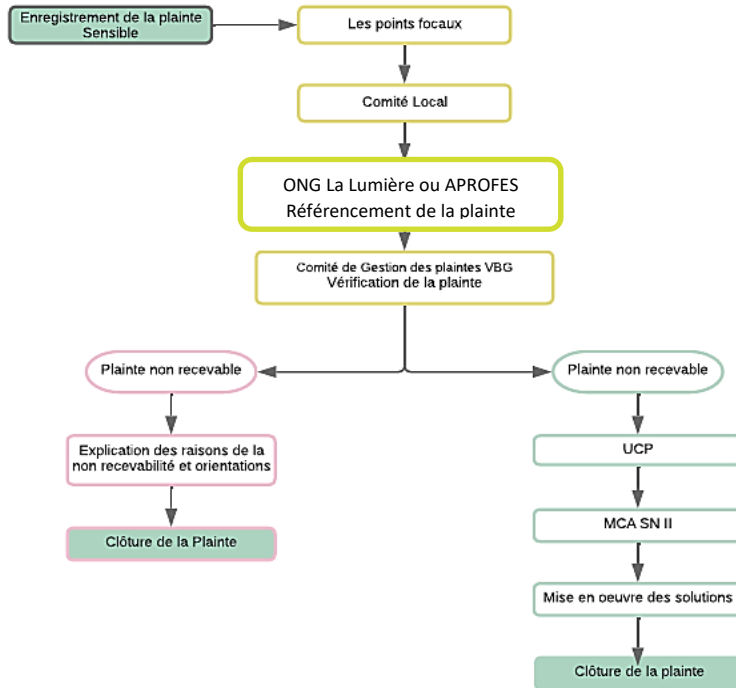 Enregistrement de la plainte
Sensible
Les points focaux
Comité Local
ONG La Lumière ou APROFES
Référencement de la plainte
Comité de Gestion des plaintes VBG
Vérification de la plainte
Plainte non recevable
Explication des raisons de la
non recevabilité et orientations
Clôture de la Plainte
Plainte non recevable
UCP
MCA SN II
Mise en oeuvre des solutions
Clôture de la plainte